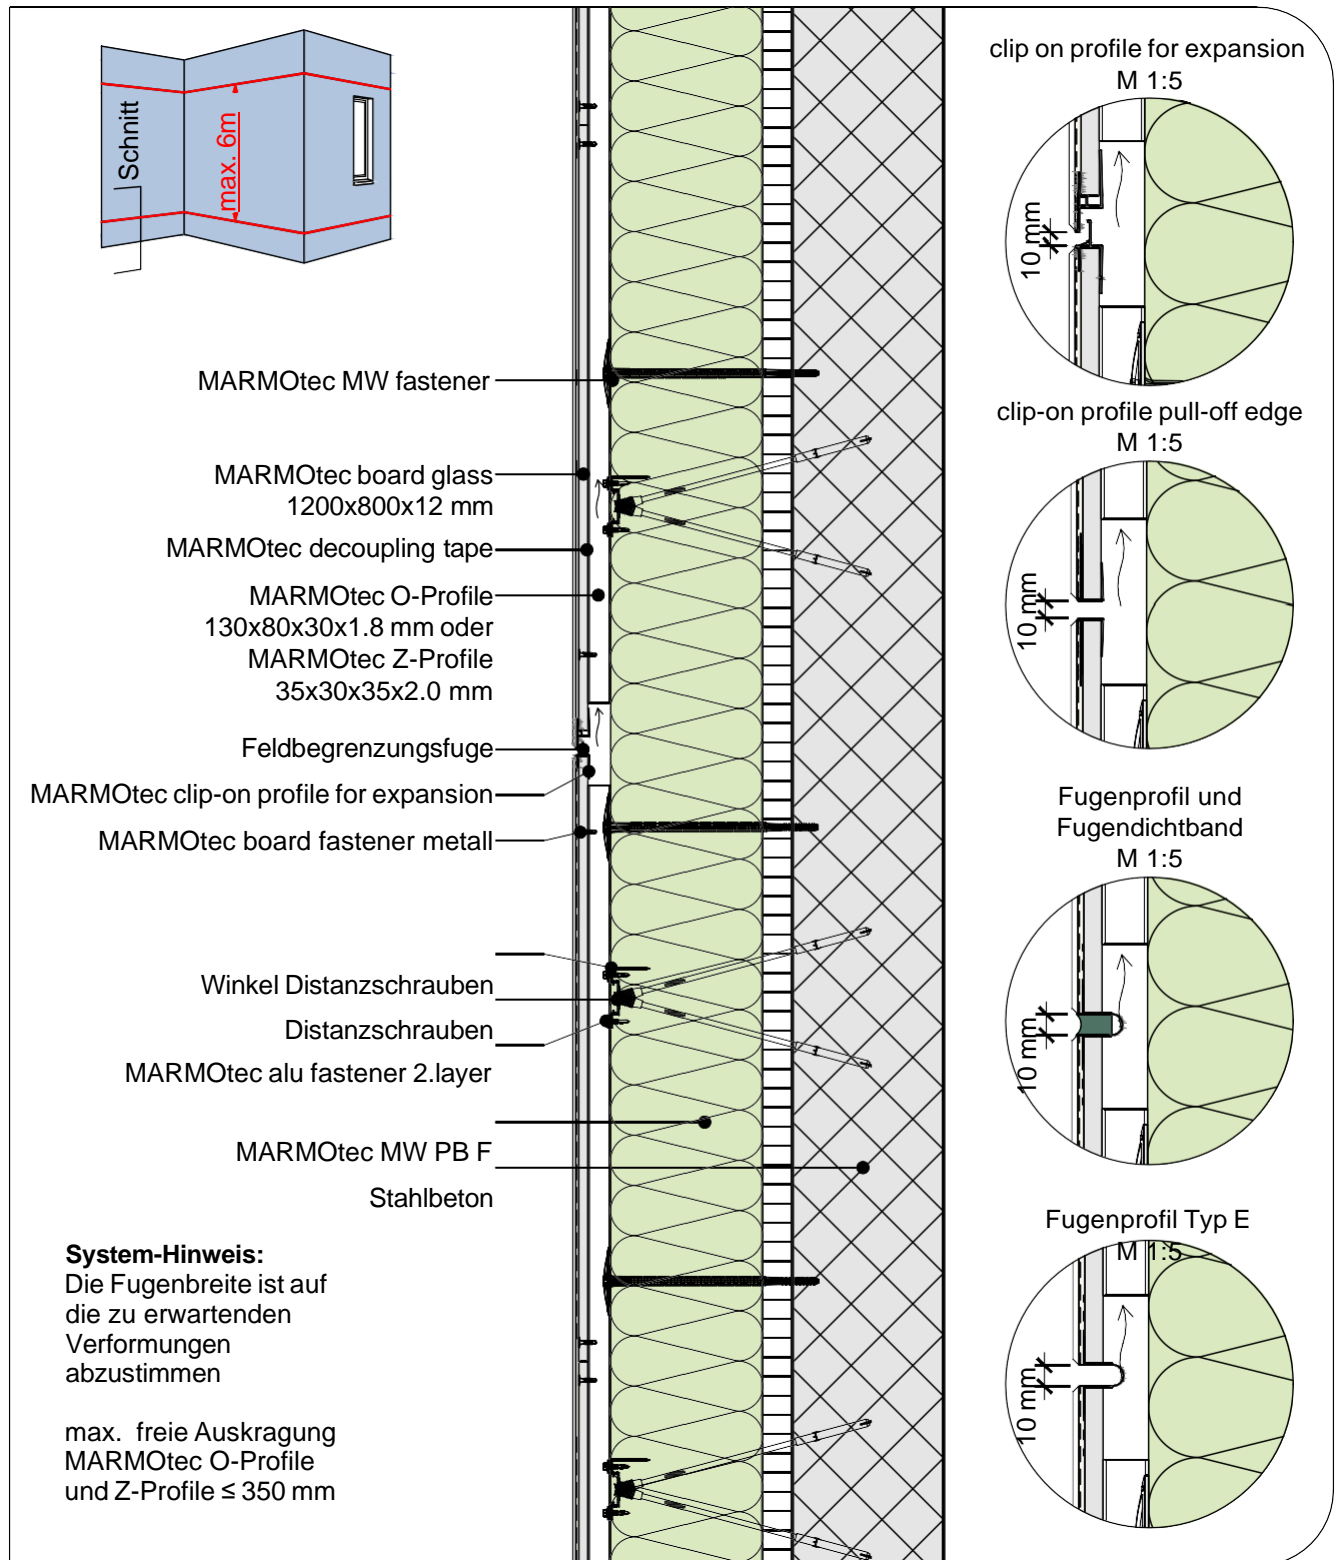 Schnitt
max. 6m
MARMOtec MW fastener
MARMOtec board glass
1200x800x12 mm
MARMOtec decoupling tape
MARMOtec O-Profile
130x80x30x1.8 mm oder
MARMOtec Z-Profile
35x30x35x2.0 mm
Feldbegrenzungsfuge
MARMOtec clip-on profile for expansion
MARMOtec board fastener metall
Winkel Distanzschrauben
Distanzschrauben
MARMOtec alu fastener 2.layer
MARMOtec MW PB F
Stahlbeton
System-Hinweis:
Die Fugenbreite ist auf
die zu erwartenden
Verformungen
abzustimmen
max. freie Auskragung
MARMOtec O-Profile
und Z-Profile ≤ 350 mm
clip on profile for expansion
M 1:5
10 mm
clip-on profile pull-off edge
M 1:5
10 mm
Fugenprofil und
Fugendichtband
M 1:5
10 mm
Fugenprofil Typ E
M 1:5
10 mm